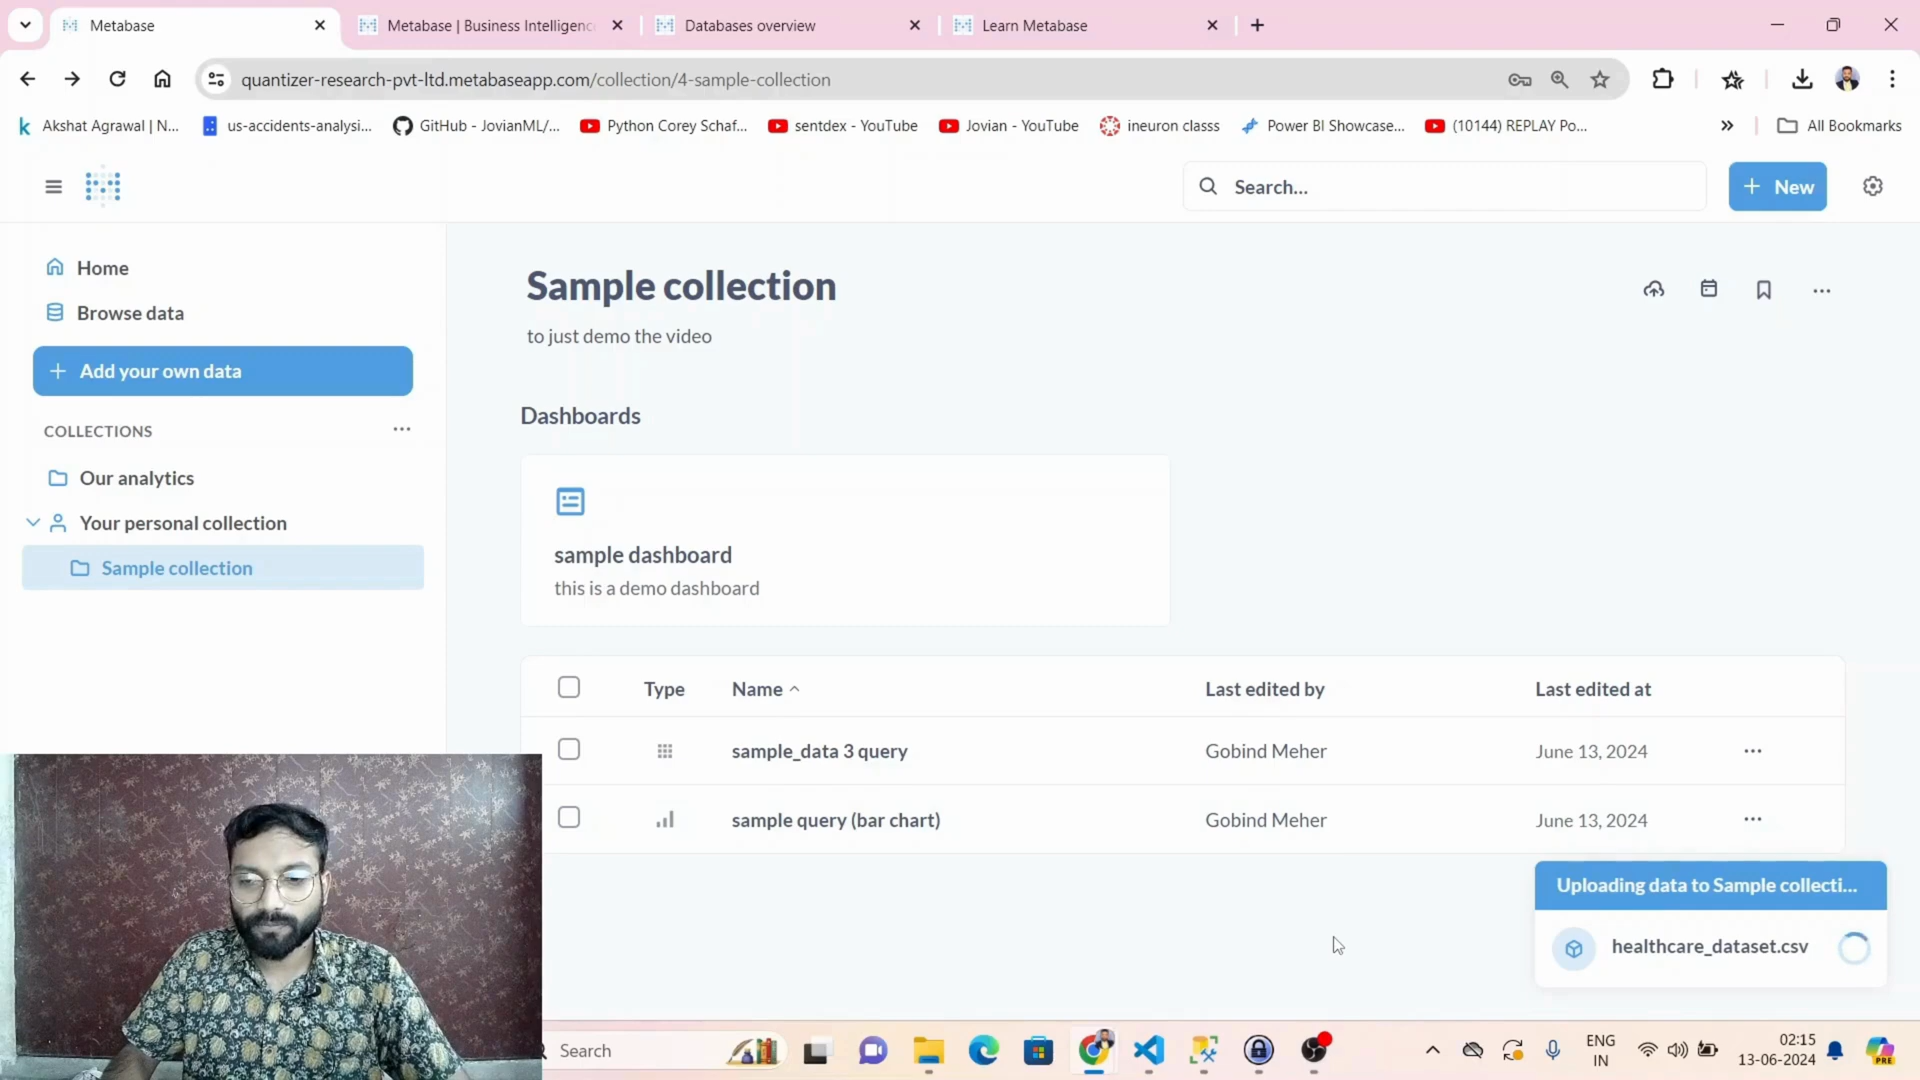 Metabase
Metabase | Business Intelligence
Databases overview
Learn Metabase
quantizer-research-pvt-ltd.metabaseapp.com/collection/4-sample-collection
Akshat Agrawal | N...
us-accidents-analysi...
GitHub - JovianML/...
Python Corey Schaf...
sentdex - YouTube
Jovian - YouTube
ineuron classs
Power BI Showcase...
(10144) REPLAY Po...
All Bookmarks
Search...
+ New
Home
Browse data
+ Add your own data
COLLECTIONS
Our analytics
Your personal collection
Sample collection
Sample collection
to just demo the video
Dashboards
sample dashboard
this is a demo dashboard
Type Name Last edited by Last edited at
sample_data 3 query Gobind Meher June 13, 2024
sample query (bar chart) Gobind Meher June 13, 2024
Uploading data to Sample collecti...
healthcare_dataset.csv
Search
ENG
IN
02:15
13-06-2024
PRE